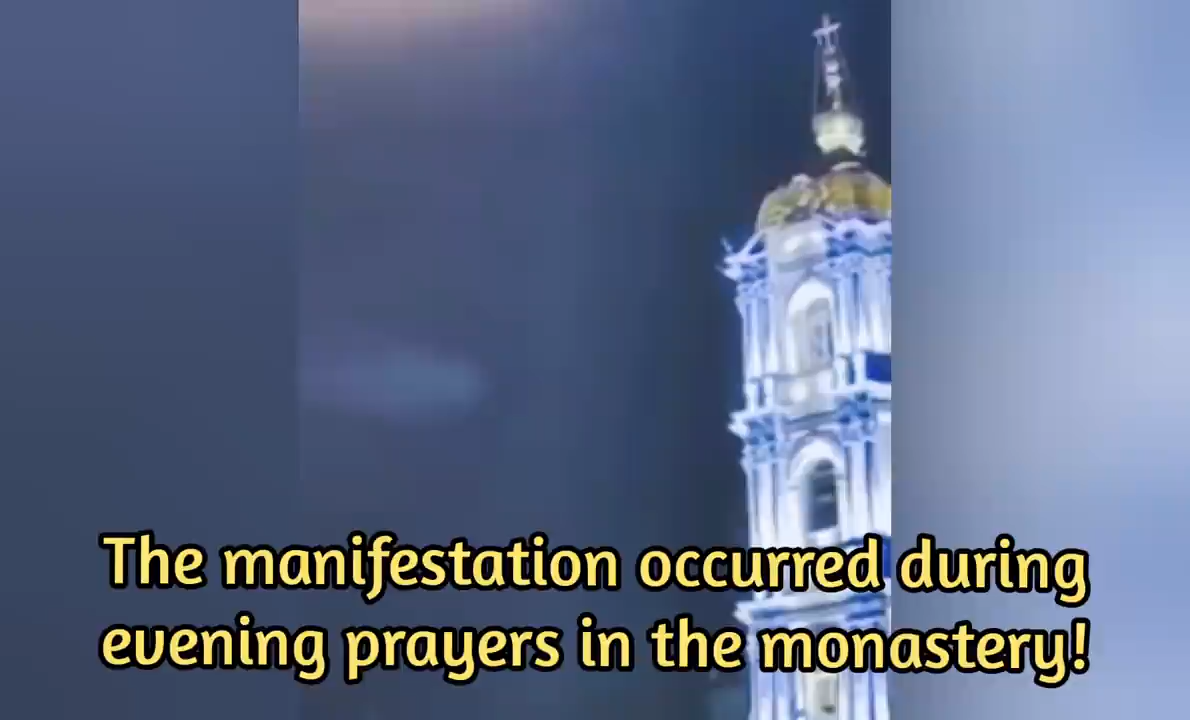 The manifestation occurred during
evening prayers in the monastery!